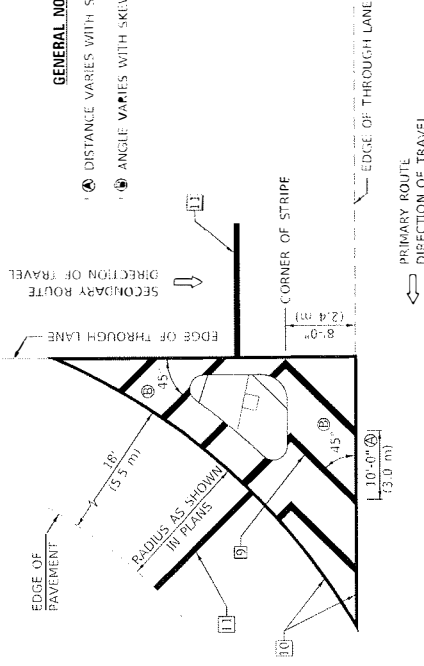 GENERAL NO
Ⓐ DISTANCE VARIES WITH S
Ⓑ ANGLE VARIES WITH SKEW
SECONDARY ROUTE
DIRECTION OF TRAVEL
EDGE OF THROUGH LANE
11
CORNER OF STRIPE
8'-0"
(2.4 m)
EDGE OF THROUGH LANE
PRIMARY ROUTE
DIRECTION OF TRAVEL
EDGE OF
PAVEMENT
18'
(5.5 m)
RADIUS AS SHOWN
IN PLANS
45°
Ⓑ
Ⓑ
45°
10'-0" Ⓐ
(3.0 m)
9
10
11